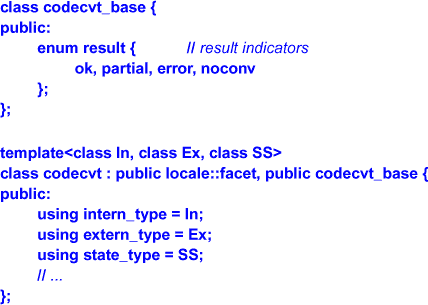 class codecvt_base {
public:
enum result { // result indicators
ok, partial, error, noconv
};
};
template<class In, class Ex, class SS>
class codecvt : public locale::facet, public codecvt_base {
public:
using intern_type = In;
using extern_type = Ex;
using state_type = SS;
// ...
};